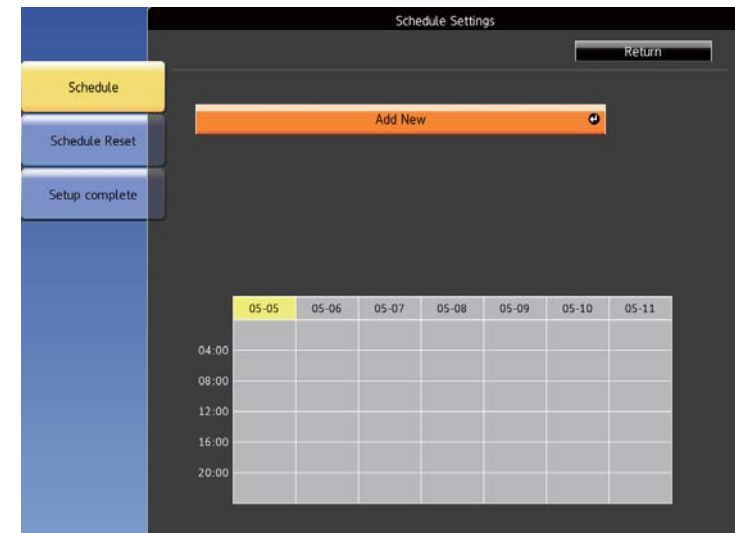 Schedule Settings
Return
Schedule
Add New
Schedule Reset
Setup complete
05-05 05-06 05-07 05-08 05-09 05-10 05-11
04:00
08:00
12:00
16:00
20:00